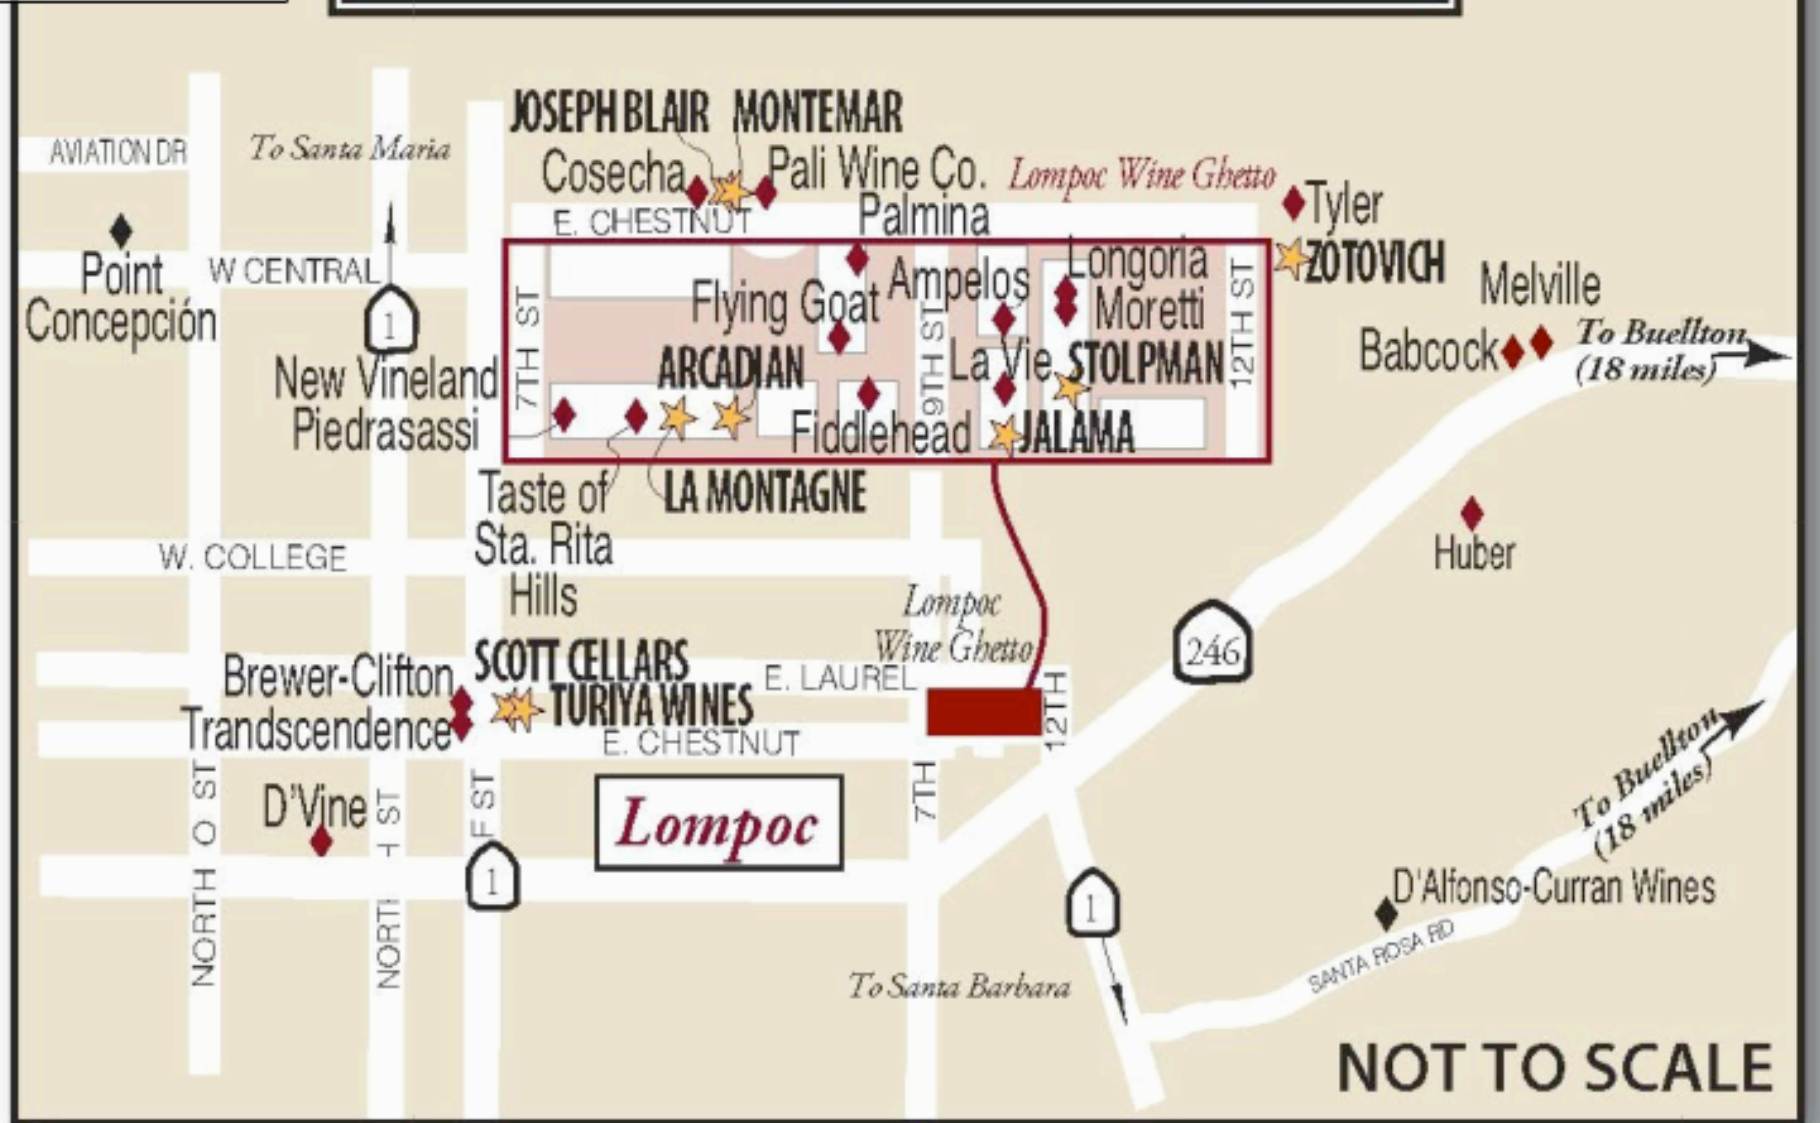 JOSEPH BLAIR MONTEMAR
AVIATION DR
To Santa Maria
Cosecha
Pali Wine Co.
Lompoc Wine Ghetto
Tyler
E. CHESTNUT
Palmina
ZOTOVICH
Point
Concepción
W CENTRAL
1
Flying Goat
Ampelos
Longoria
Moretti
7TH ST
9TH ST
12TH ST
Melville
Babcock
To Buellton
(18 miles)
New Vineland
Piedrasassi
ARCADIAN
La Vie
STOLPMAN
Fiddlehead
JALAMA
Taste of
Sta. Rita
Hills
LA MONTAGNE
Huber
W. COLLEGE
Lompoc
Wine Ghetto
246
SCOTT CELLARS
TURIYA WINES
Brewer-Clifton
Trandscendence
E. LAUREL
12TH
E. CHESTNUT
D'Vine
NORTH O ST
NORTH H ST
F ST
1
Lompoc
7TH
1
To Buellton
(18 miles)
D'Alfonso-Curran Wines
SANTA ROSA RD
To Santa Barbara
NOT TO SCALE